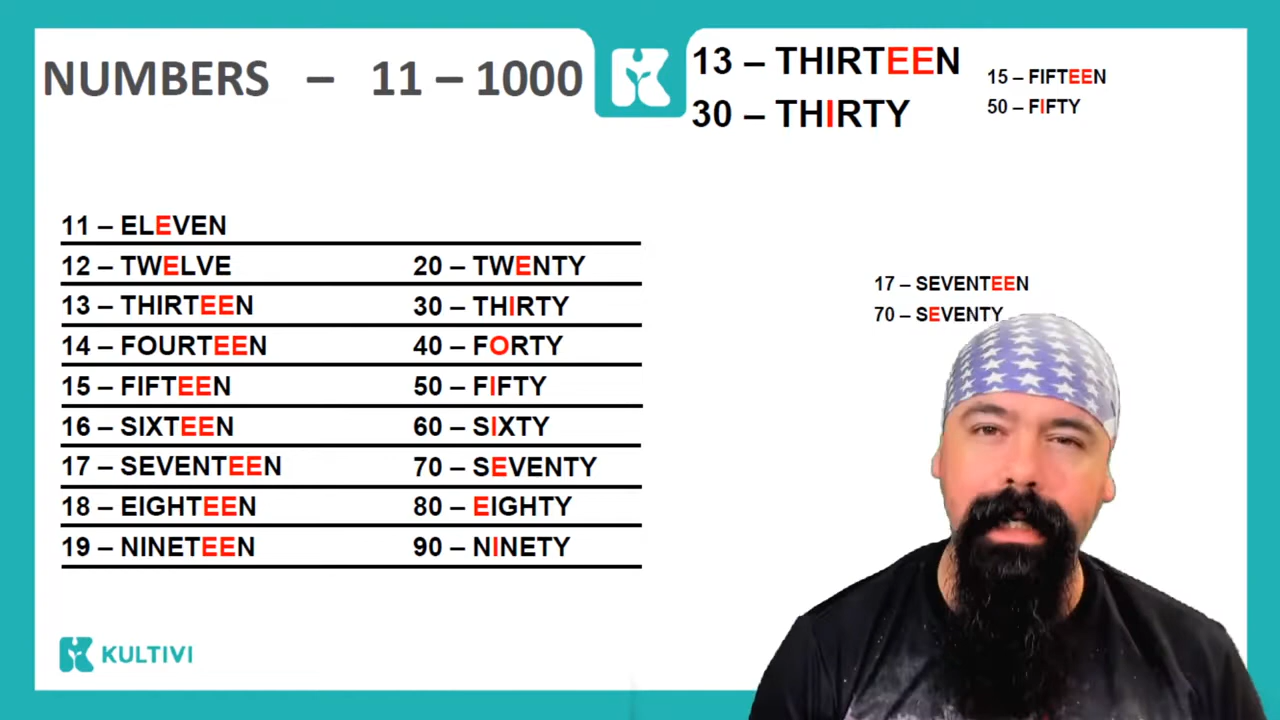 NUMBERS – 11 – 1000
13 – THIRTEEN
30 – THIRTY
15 – FIFTEEN
50 – FIFTY
11 – ELEVEN
12 – TWELVE 20 – TWENTY
13 – THIRTEEN 30 – THIRTY
14 – FOURTEEN 40 – FORTY
15 – FIFTEEN 50 – FIFTY
16 – SIXTEEN 60 – SIXTY
17 – SEVENTEEN 70 – SEVENTY
18 – EIGHTEEN 80 – EIGHTY
19 – NINETEEN 90 – NINETY
17 – SEVENTEEN
70 – SEVENTY
KULTIVI